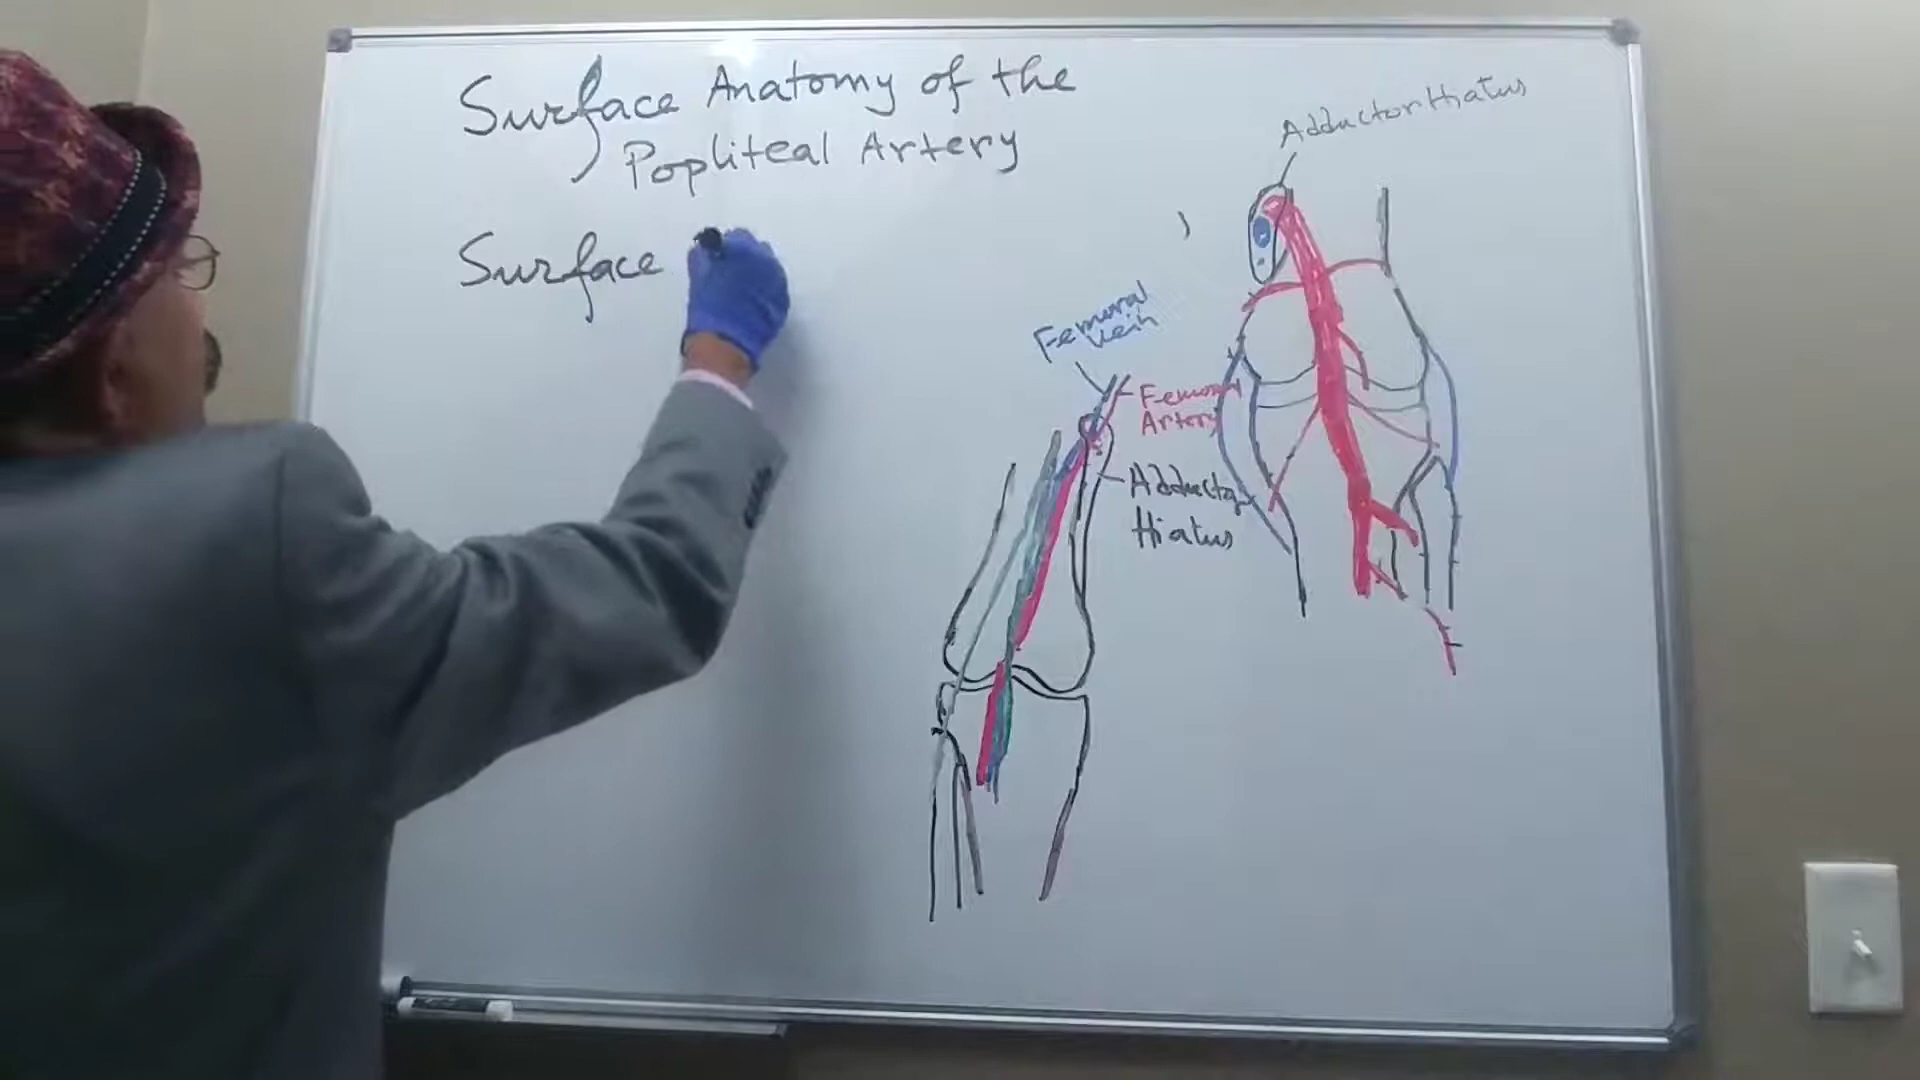 Surface Anatomy of the
Popliteal Artery
Surface
Adductor Hiatus
Femoral
Vein
Femoral
Artery
Adductor
Hiatus